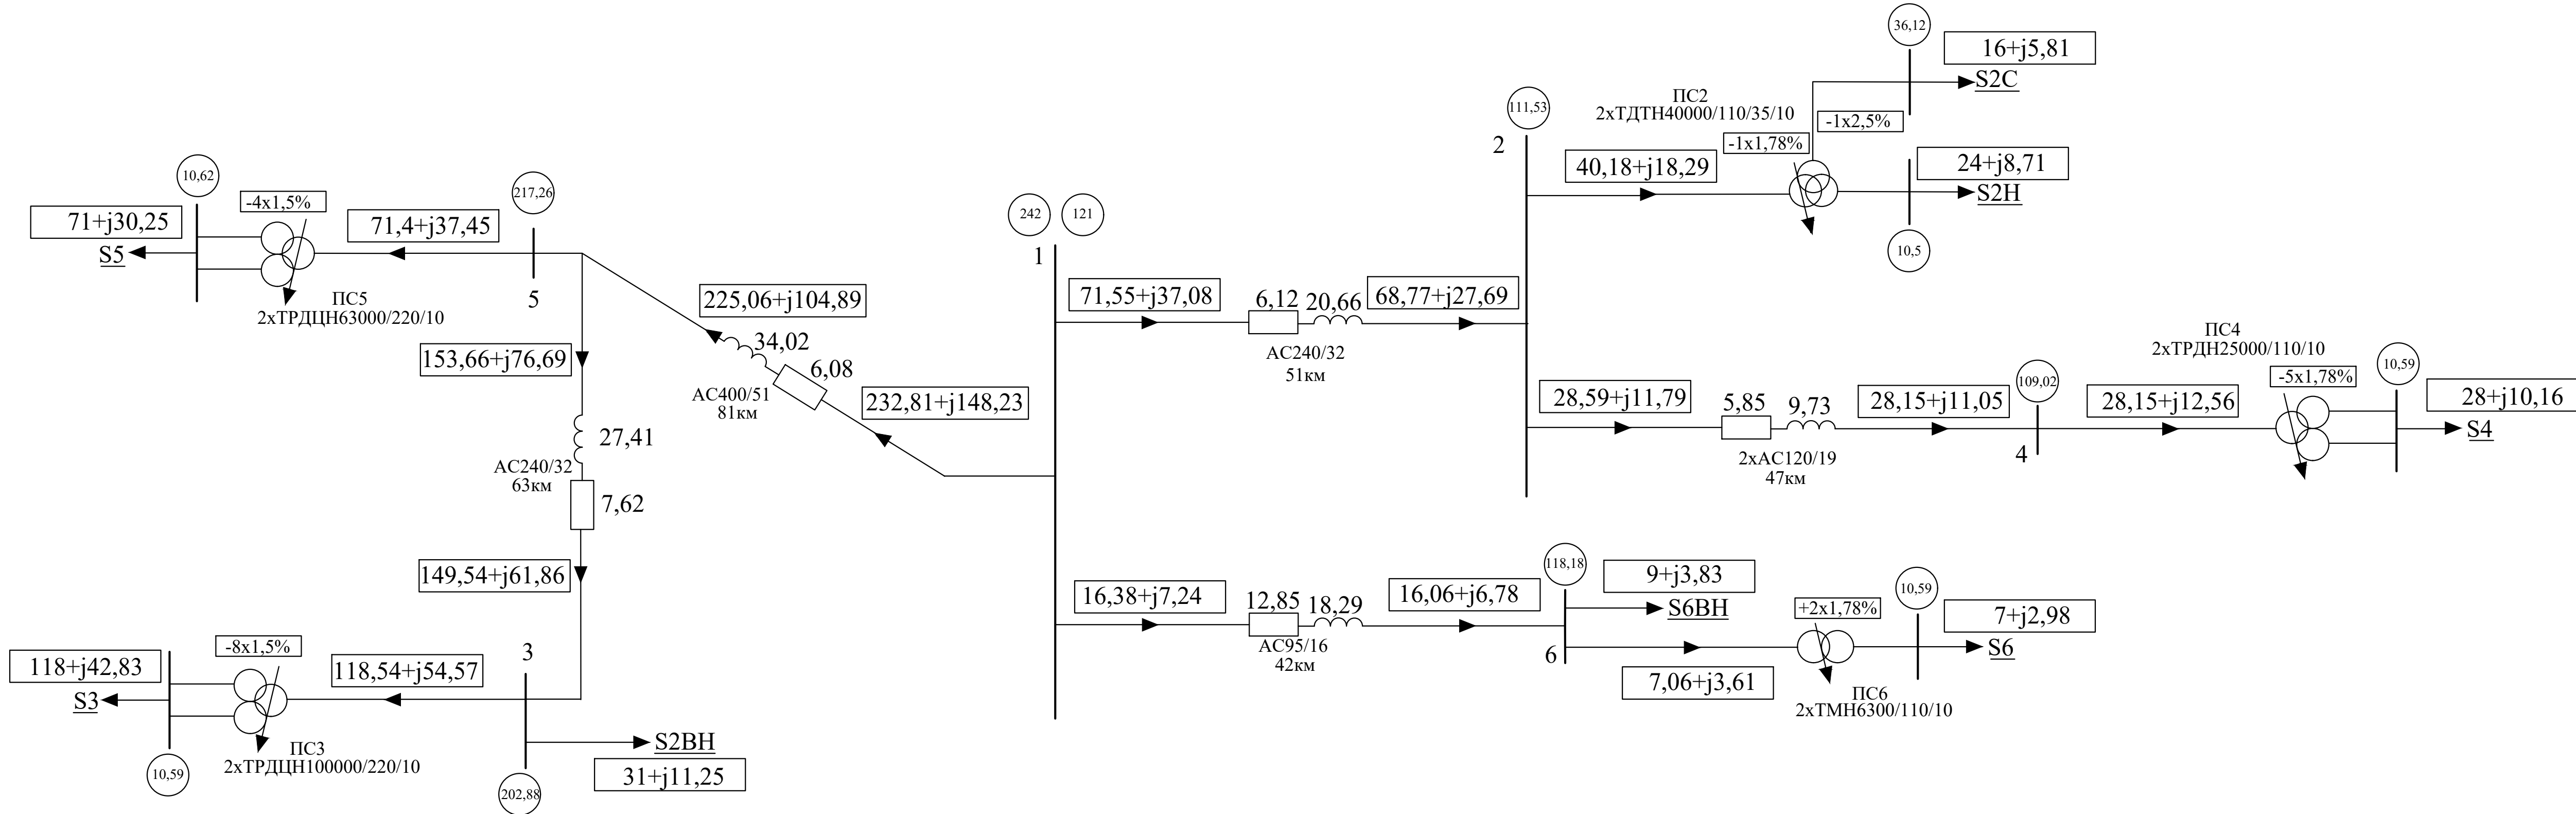 36,12
16+j5,81
S2С
ПС2
2хТДТН40000/110/35/10
-1х2,5%
-1х1,78%
111,53
2
40,18+j18,29
24+j8,71
S2Н
10,5
10,62
-4х1,5%
71+j30,25
S5
71,4+j37,45
217,26
5
ПС5
2хТРДЦН63000/220/10
242
121
1
225,06+j104,89
34,02
6,08
АС400/51
81км
232,81+j148,23
153,66+j76,69
27,41
АС240/32
63км
7,62
149,54+j61,86
71,55+j37,08
6,12
20,66
68,77+j27,69
АС240/32
51км
28,59+j11,79
5,85
9,73
2хАС120/19
47км
28,15+j11,05
109,02
4
28,15+j12,56
ПС4
2хТРДН25000/110/10
-5х1,78%
10,59
28+j10,16
S4
16,38+j7,24
12,85
18,29
АС95/16
42км
16,06+j6,78
118,18
6
9+j3,83
S6ВН
7,06+j3,61
+2х1,78%
ПС6
2хТМН6300/110/10
10,59
7+j2,98
S6
118+j42,83
S3
10,59
-8х1,5%
ПС3
2хТРДЦН100000/220/10
118,54+j54,57
3
202,88
S2ВН
31+j11,25